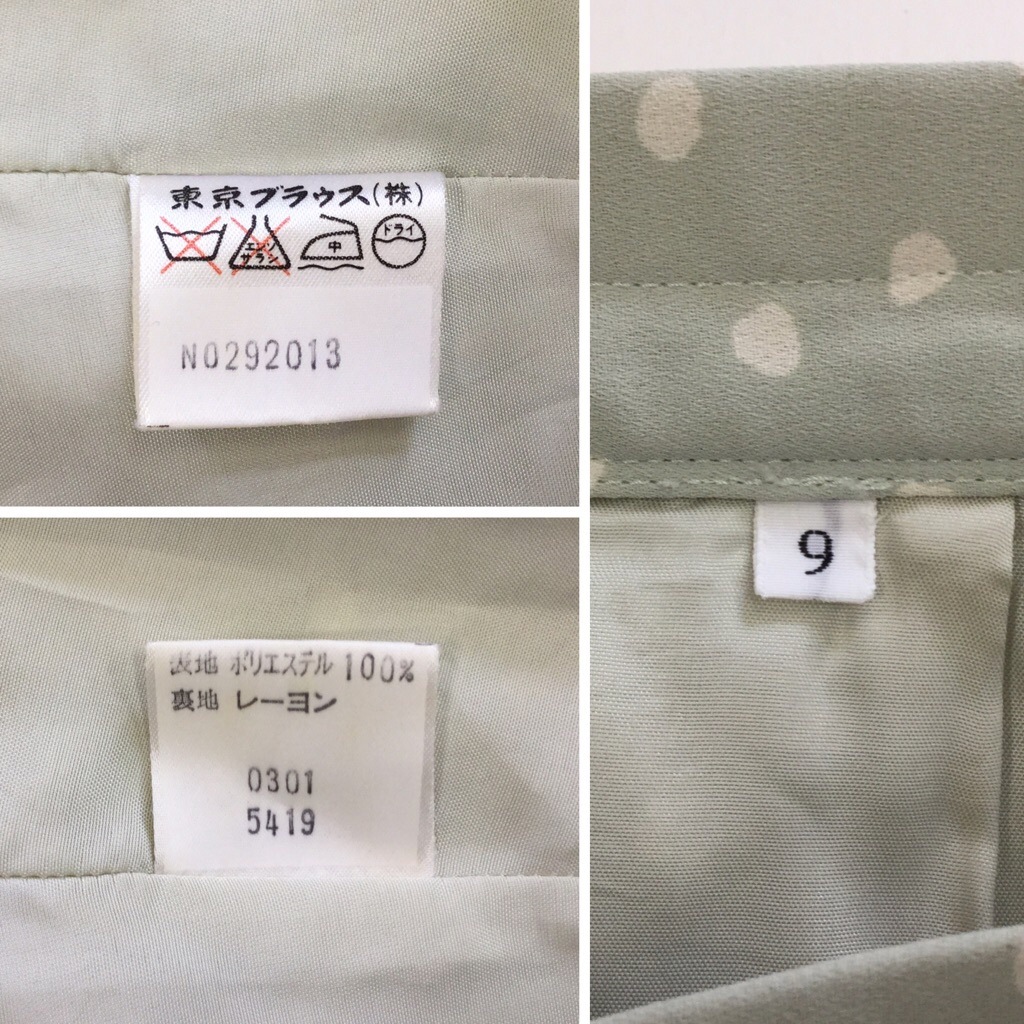 東京ブラウス(株)
エンソ
サラシ
中
ドライ
N0292013
表地 ポリエステル 100%
裏地 レーヨン
0301
5419
9